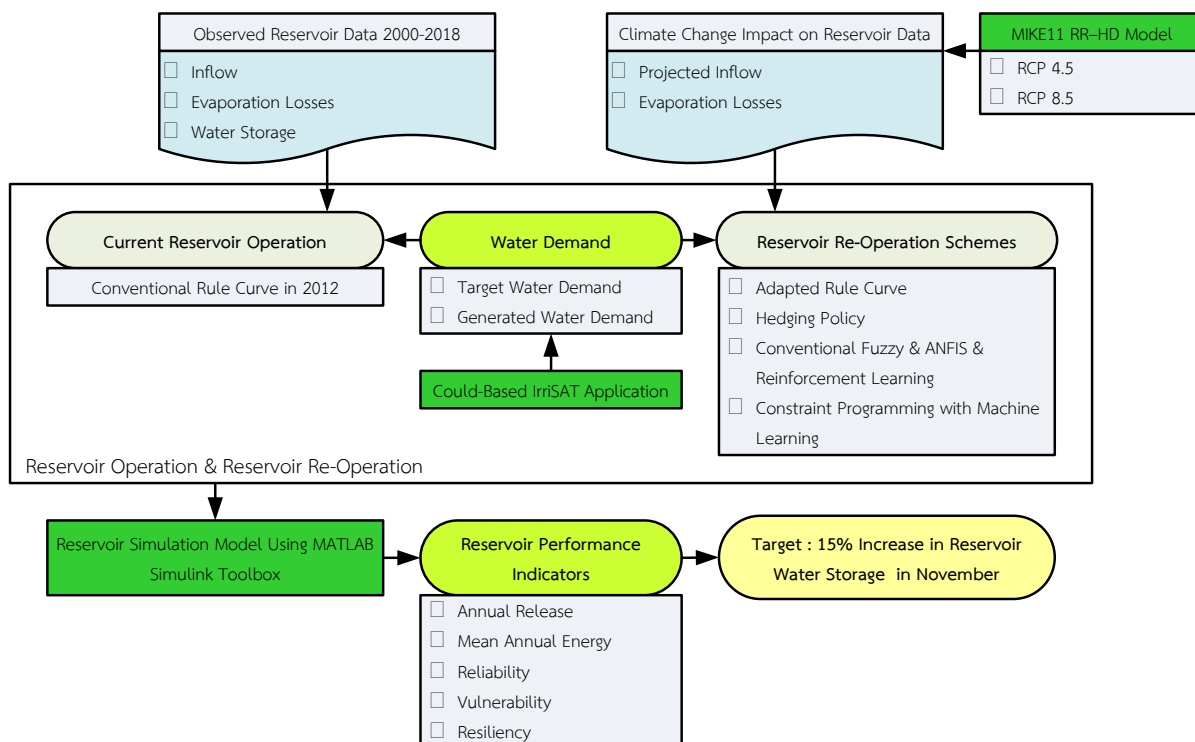 Observed Reservoir Data 2000-2018
Inflow
Evaporation Losses
Water Storage
Climate Change Impact on Reservoir Data
Projected Inflow
Evaporation Losses
MIKE11 RR–HD Model
RCP 4.5
RCP 8.5
Current Reservoir Operation
Conventional Rule Curve in 2012
Water Demand
Target Water Demand
Generated Water Demand
Could-Based IrriSAT Application
Reservoir Re-Operation Schemes
Adapted Rule Curve
Hedging Policy
Conventional Fuzzy & ANFIS &
Reinforcement Learning
Constraint Programming with Machine
Learning
Reservoir Operation & Reservoir Re-Operation
Reservoir Simulation Model Using MATLAB
Simulink Toolbox
Reservoir Performance
Indicators
Annual Release
Mean Annual Energy
Reliability
Vulnerability
Resiliency
Target : 15% Increase in Reservoir
Water Storage in November